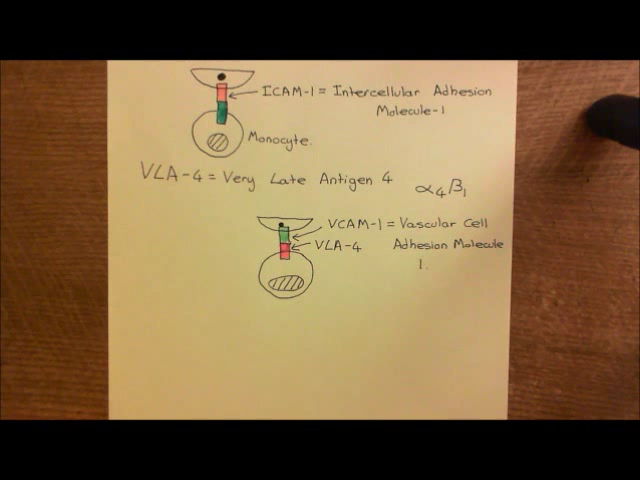 ICAM-1 = Intercellular Adhesion
Molecule-1
Monocyte.
VLA-4 = Very Late Antigen 4 α4β1
VCAM-1 = Vascular Cell
VLA-4 Adhesion Molecule
1.